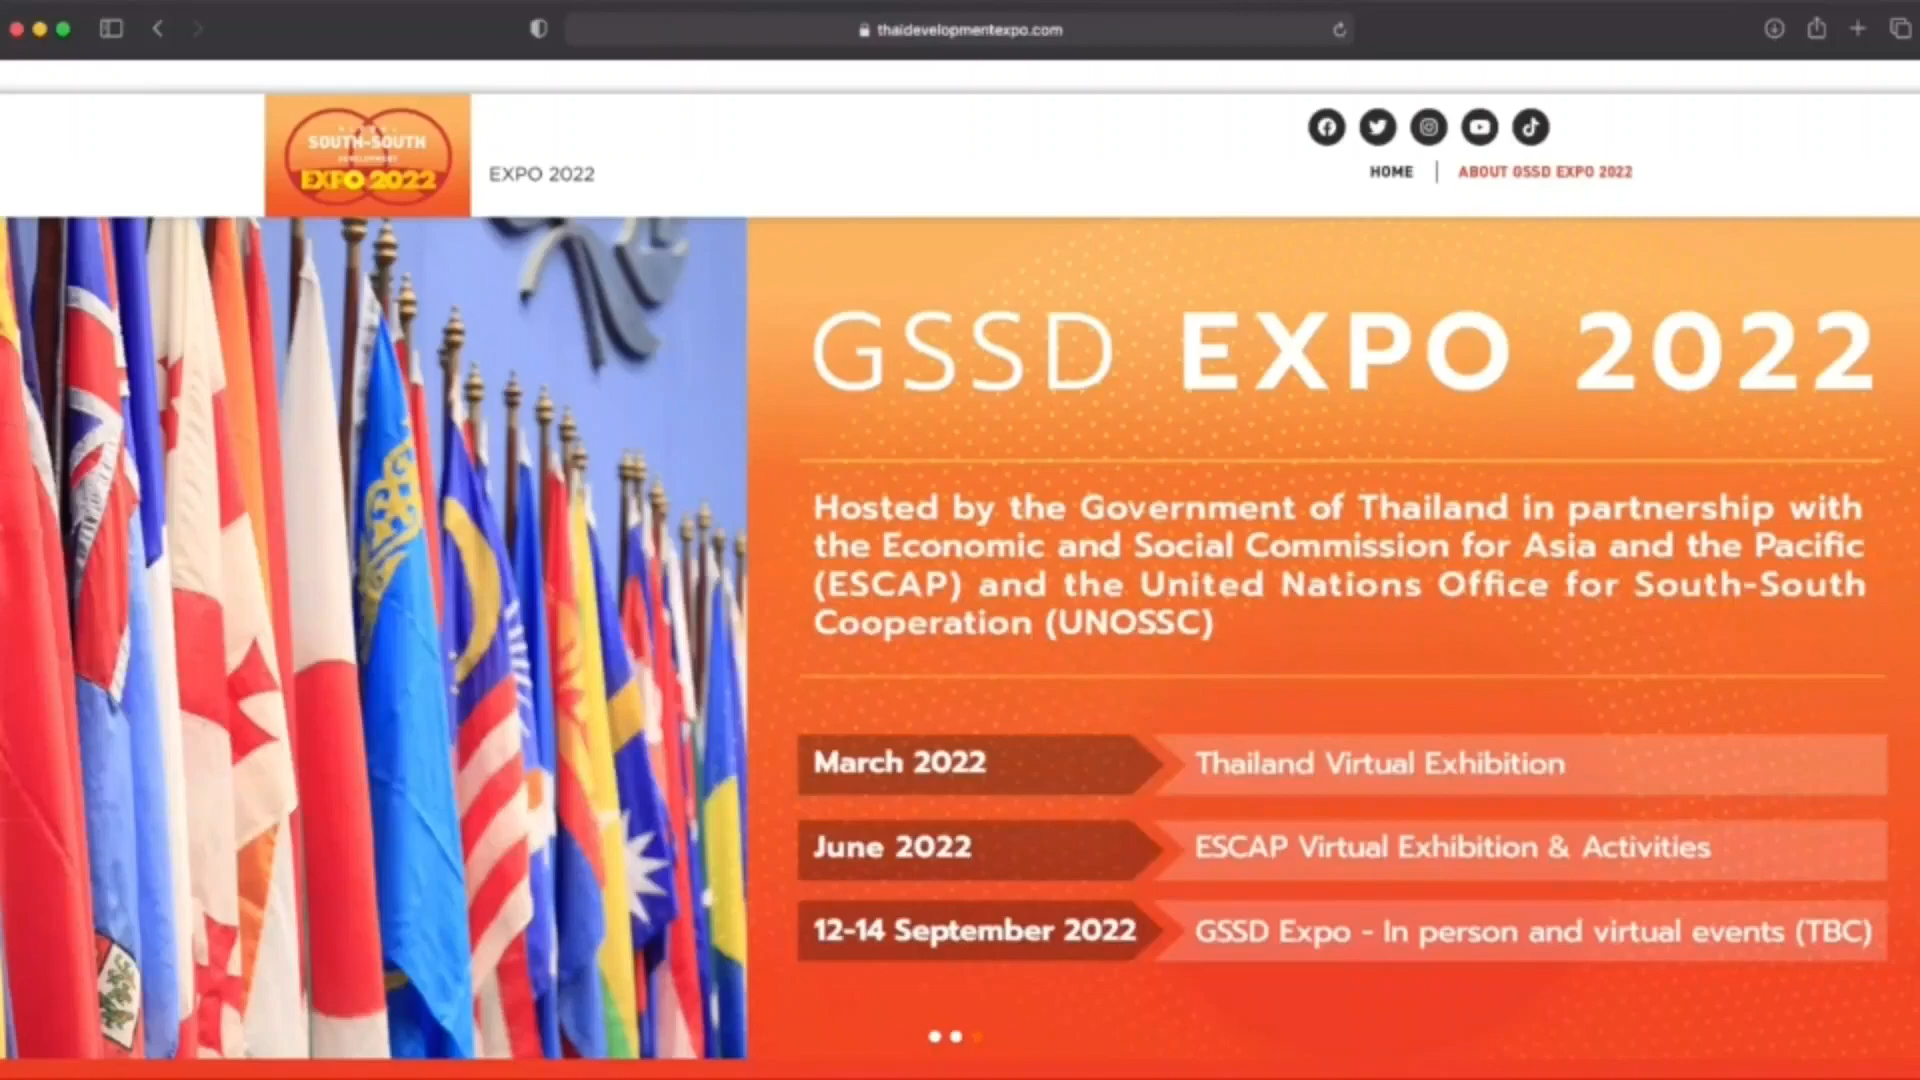 thaidevelopmentexpo.com
SOUTH-SOUTH
DEVELOPMENT
EXPO 2022
EXPO 2022
HOME
ABOUT GSSD EXPO 2022
GSSD EXPO 2022
Hosted by the Government of Thailand in partnership with
the Economic and Social Commission for Asia and the Pacific
(ESCAP) and the United Nations Office for South-South
Cooperation (UNOSSC)
March 2022
Thailand Virtual Exhibition
June 2022
ESCAP Virtual Exhibition & Activities
12-14 September 2022
GSSD Expo - In person and virtual events (TBC)